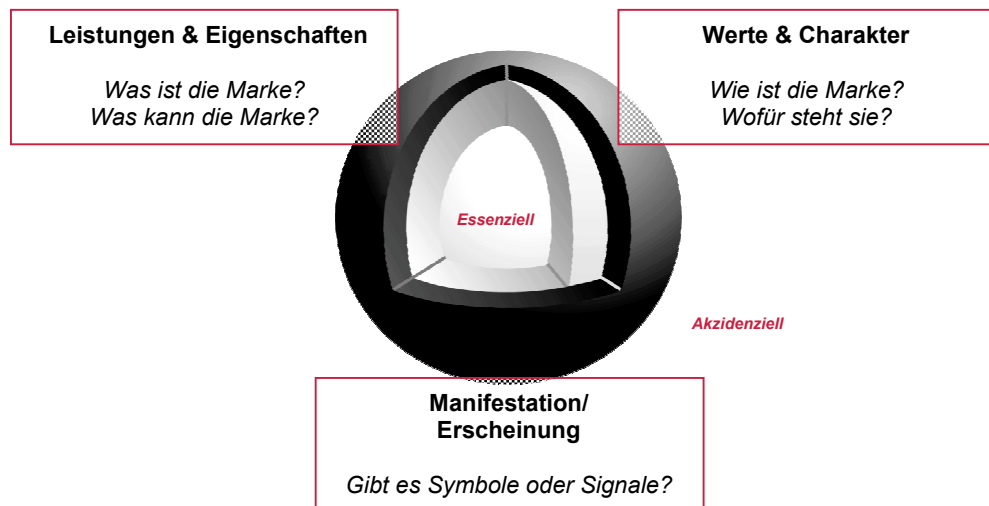 Leistungen & Eigenschaften
Was ist die Marke?
Was kann die Marke?
Werte & Charakter
Wie ist die Marke?
Wofür steht sie?
Essenziell
Akzidenziell
Manifestation/
Erscheinung
Gibt es Symbole oder Signale?